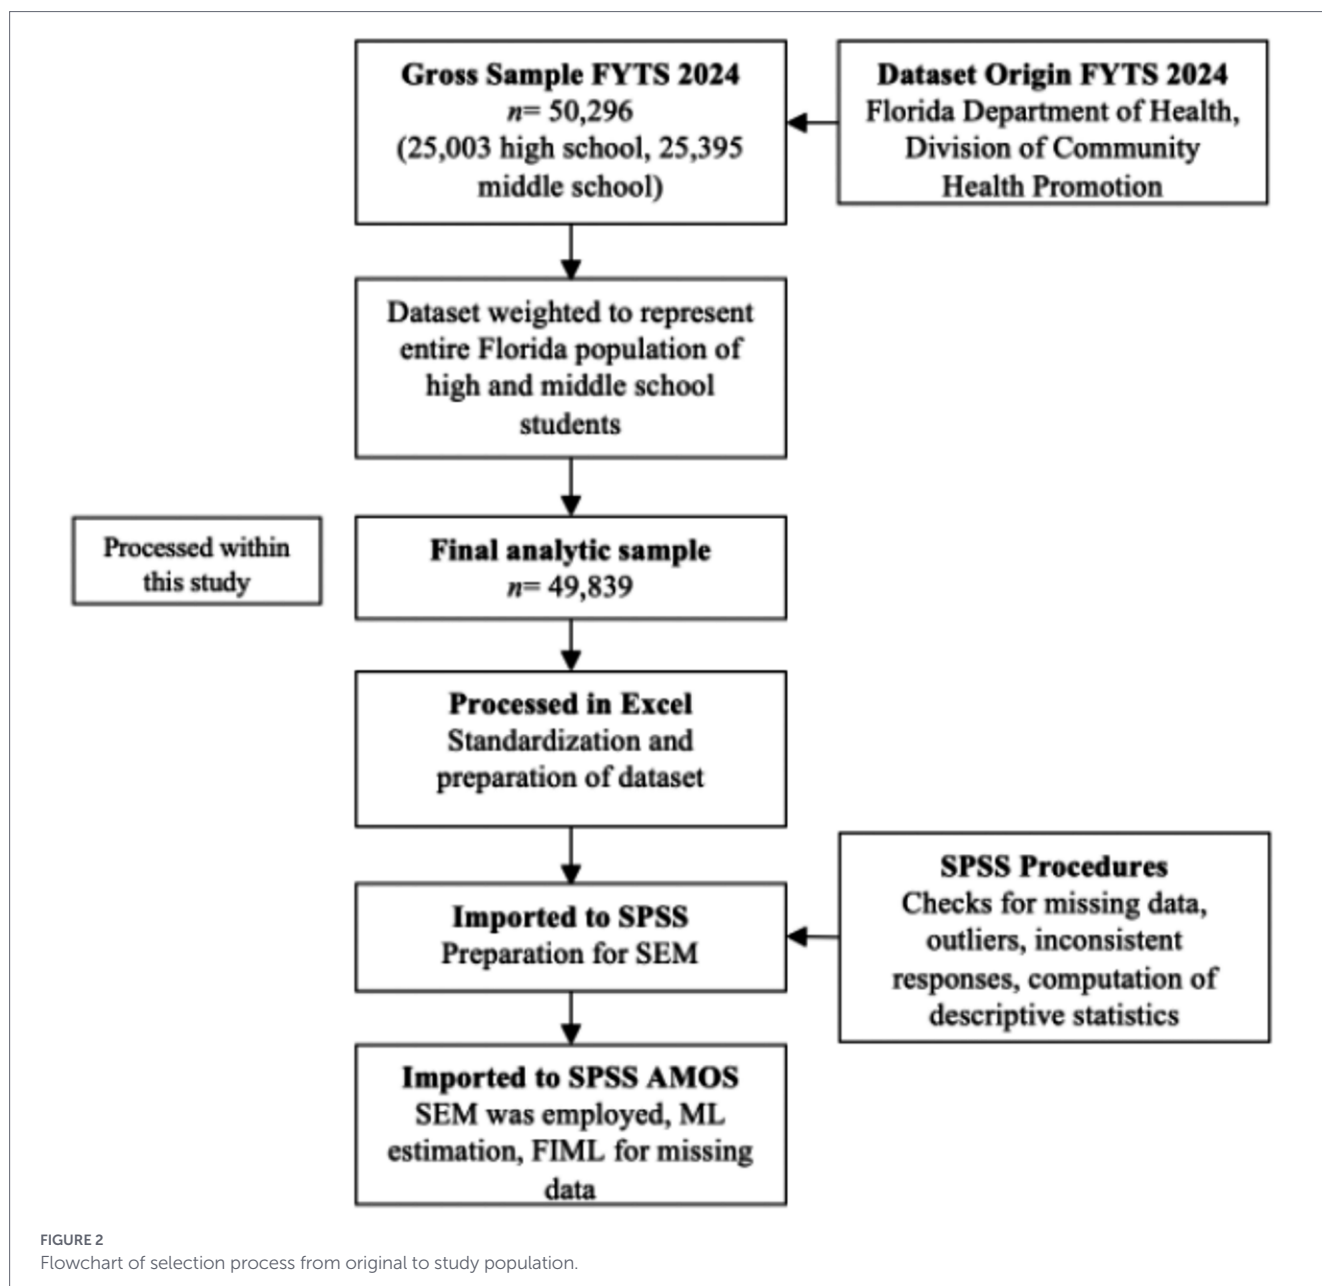 Gross Sample FYTS 2024
n= 50,296
(25,003 high school, 25,395
middle school)
Dataset Origin FYTS 2024
Florida Department of Health,
Division of Community
Health Promotion
Dataset weighted to represent
entire Florida population of
high and middle school
students
Processed within
this study
Final analytic sample
n= 49,839
Processed in Excel
Standardization and
preparation of dataset
Imported to SPSS
Preparation for SEM
SPSS Procedures
Checks for missing data,
outliers, inconsistent
responses, computation of
descriptive statistics
Imported to SPSS AMOS
SEM was employed, ML
estimation, FIML for missing
data
FIGURE 2
Flowchart of selection process from original to study population.